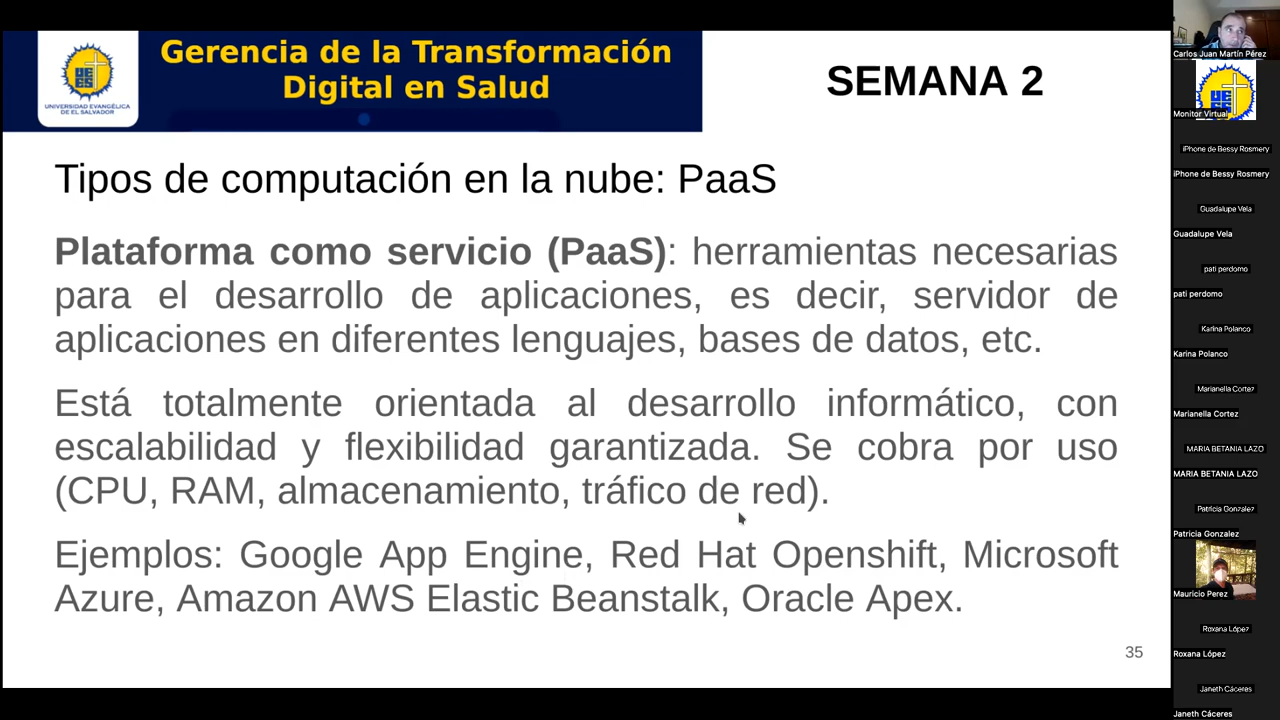 Gerencia de la Transformación
Digital en Salud
UNIVERSIDAD EVANGÉLICA
DE EL SALVADOR
SEMANA 2
Tipos de computación en la nube: PaaS
Plataforma como servicio (PaaS): herramientas necesarias
para el desarrollo de aplicaciones, es decir, servidor de
aplicaciones en diferentes lenguajes, bases de datos, etc.
Está totalmente orientada al desarrollo informático, con
escalabilidad y flexibilidad garantizada. Se cobra por uso
(CPU, RAM, almacenamiento, tráfico de red).
Ejemplos: Google App Engine, Red Hat Openshift, Microsoft
Azure, Amazon AWS Elastic Beanstalk, Oracle Apex.
35
Carlos Juan Martín Pérez
Monitor Virtual
iPhone de Bessy Rosmery
iPhone de Bessy Rosmery
Guadalupe Vela
Guadalupe Vela
pati perdomo
pati perdomo
Karina Polanco
Karina Polanco
Marianella Cortez
Marianella Cortez
MARIA BETANIA LAZO
MARIA BETANIA LAZO
Patricia Gonzalez
Patricia Gonzalez
Mauricio Perez
Roxana López
Roxana López
Janeth Cáceres
Janeth Cáceres